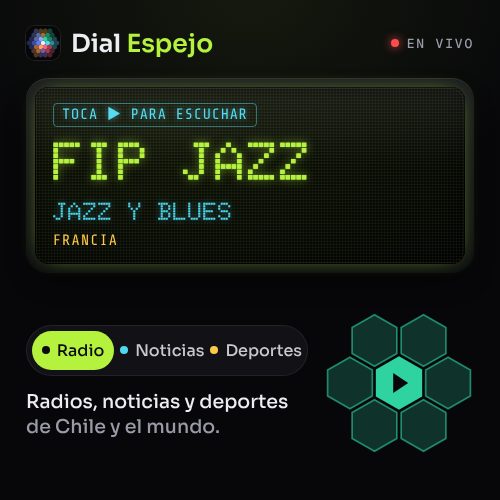 Dial Espejo
EN VIVO
TOCA ▶ PARA ESCUCHAR
FIP JAZZ
JAZZ Y BLUES
FRANCIA
Radio Noticias Deportes
Radios, noticias y deportes
de Chile y el mundo.